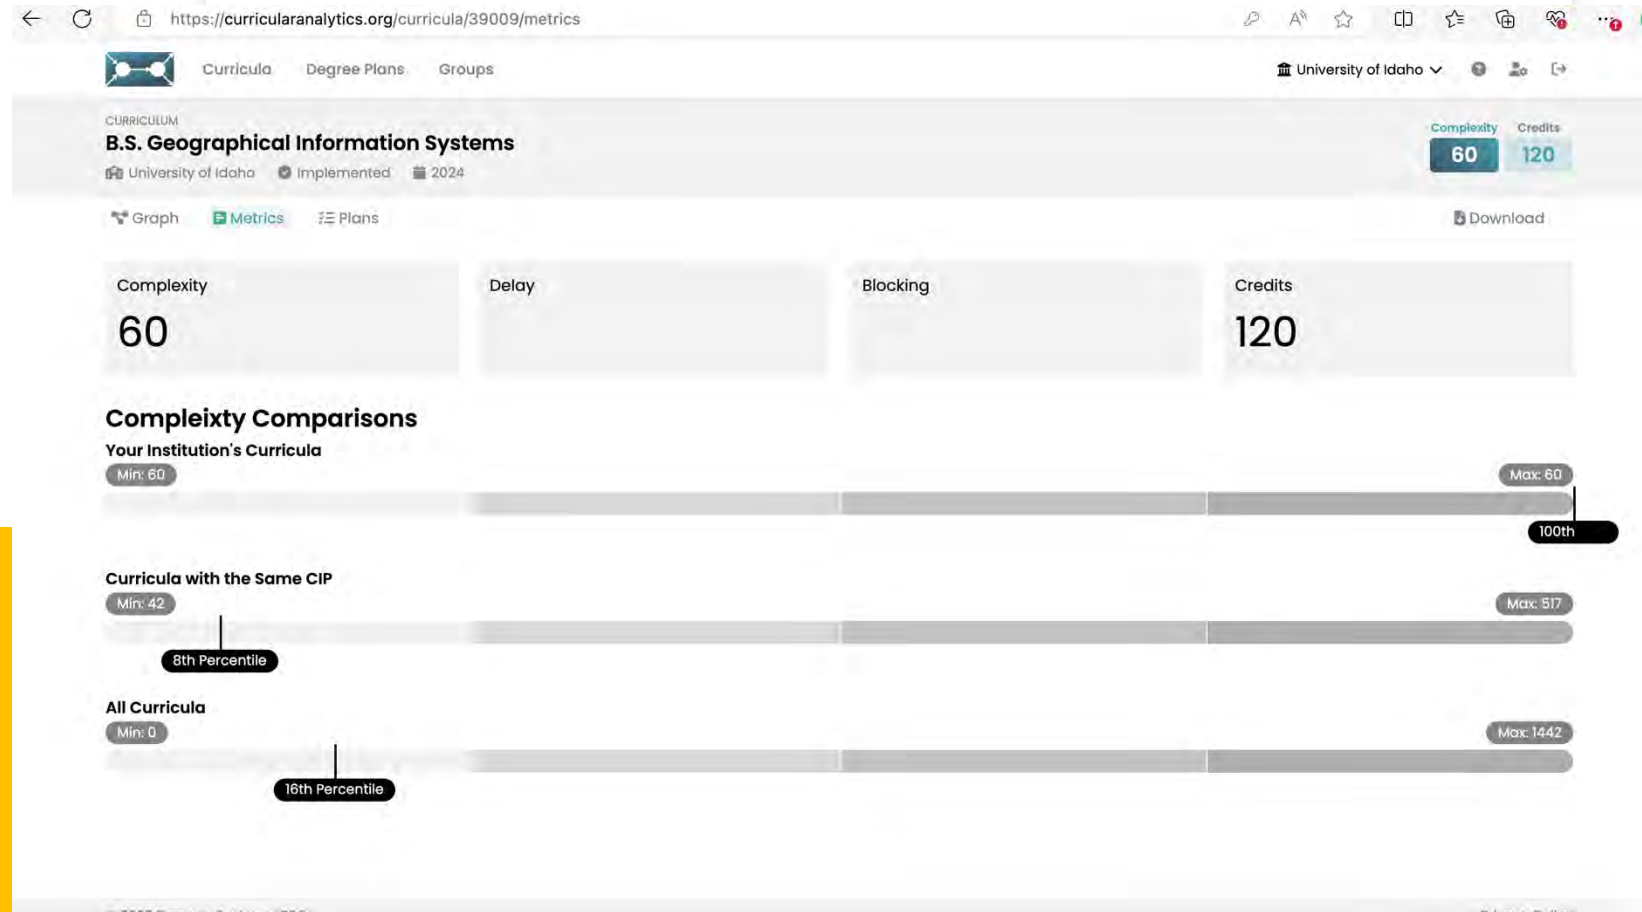 https://curricularanalytics.org/curricula/39009/metrics
Curricula Degree Plans Groups University of Idaho
CURRICULUM
B.S. Geographical Information Systems
University of Idaho Implemented 2024
Complexity Credits
60 120
Graph Metrics Plans Download
Complexity Delay Blocking Credits
60 120
Compleixty Comparisons
Your Institution's Curricula
Min: 60 Max: 60
100th
Curricula with the Same CIP
Min: 42 Max: 517
8th Percentile
All Curricula
Min: 0 Max: 1442
16th Percentile